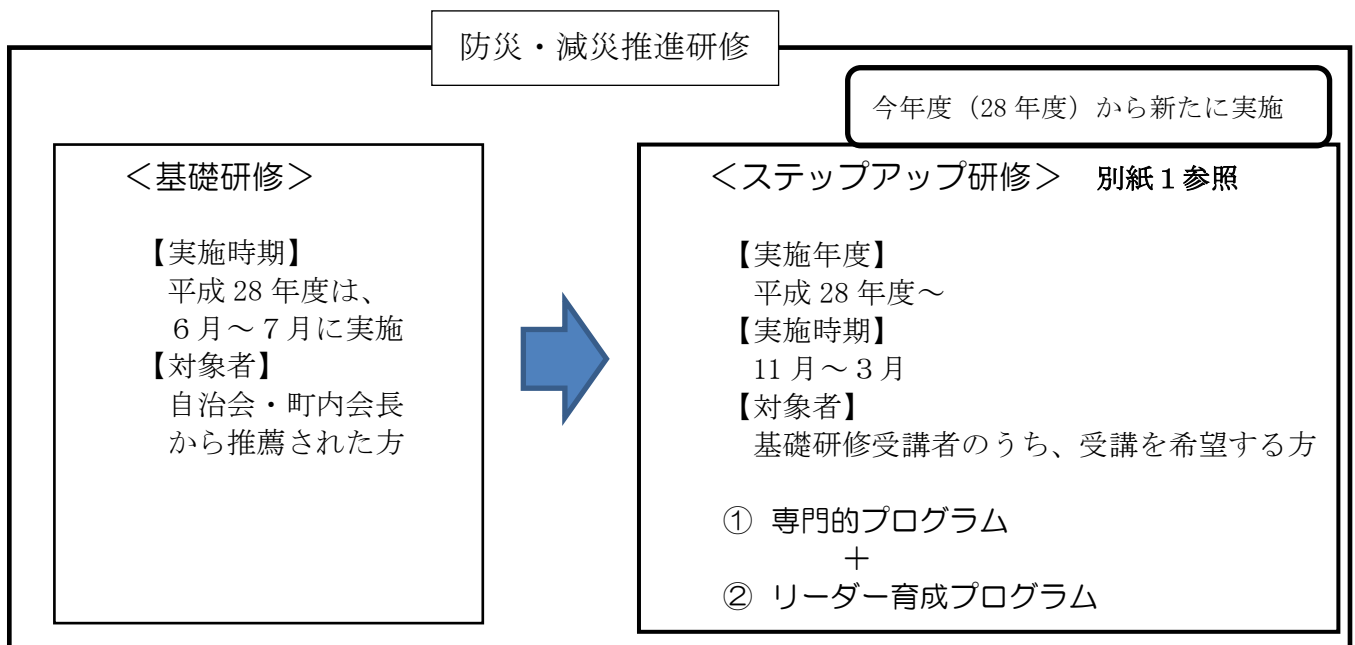 防災・減災推進研修
今年度（28 年度）から新たに実施
＜基礎研修＞
【実施時期】
平成 28 年度は、
６月～７月に実施
【対象者】
自治会・町内会長
から推薦された方
＜ステップアップ研修＞ 別紙１参照
【実施年度】
平成 28 年度～
【実施時期】
11 月～３月
【対象者】
基礎研修受講者のうち、受講を希望する方
① 専門的プログラム
＋
② リーダー育成プログラム